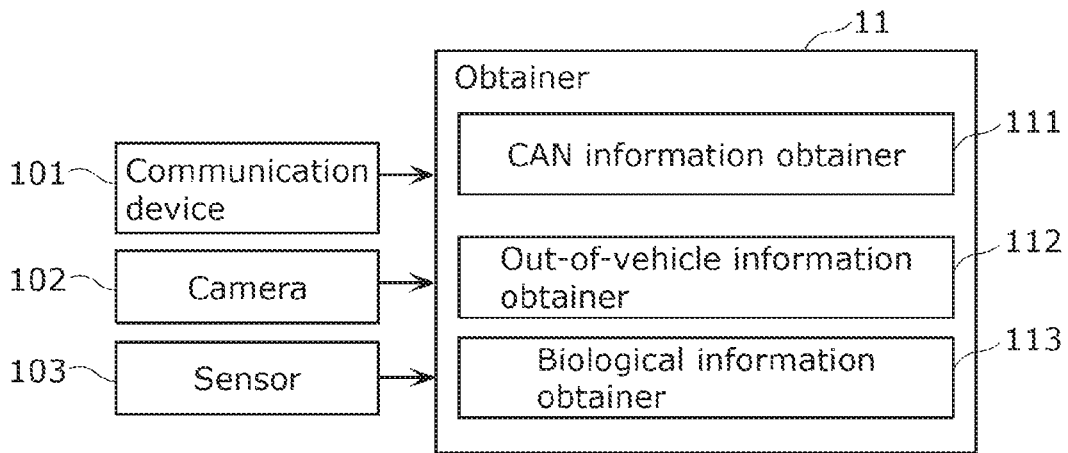 11
Obtainer
CAN information obtainer
111
101
Communication
device
Out-of-vehicle information
obtainer
112
102
Camera
Biological information
obtainer
113
103
Sensor